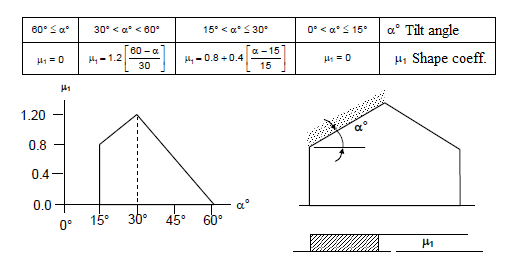 60° ≤ α° 30° < α° < 60° 15° < α° ≤ 30° 0° < α° ≤ 15° α° Tilt angle
μ₁ = 0 μ₁ = 1.2 [60 – α / 30] μ₁ = 0.8 + 0.4 [α – 15 / 15] μ₁ = 0 μ₁ Shape coeff.
μ₁
1.20
0.8
0.4
0.0
0° 15° 30° 45° 60° α°
α°
μ₁